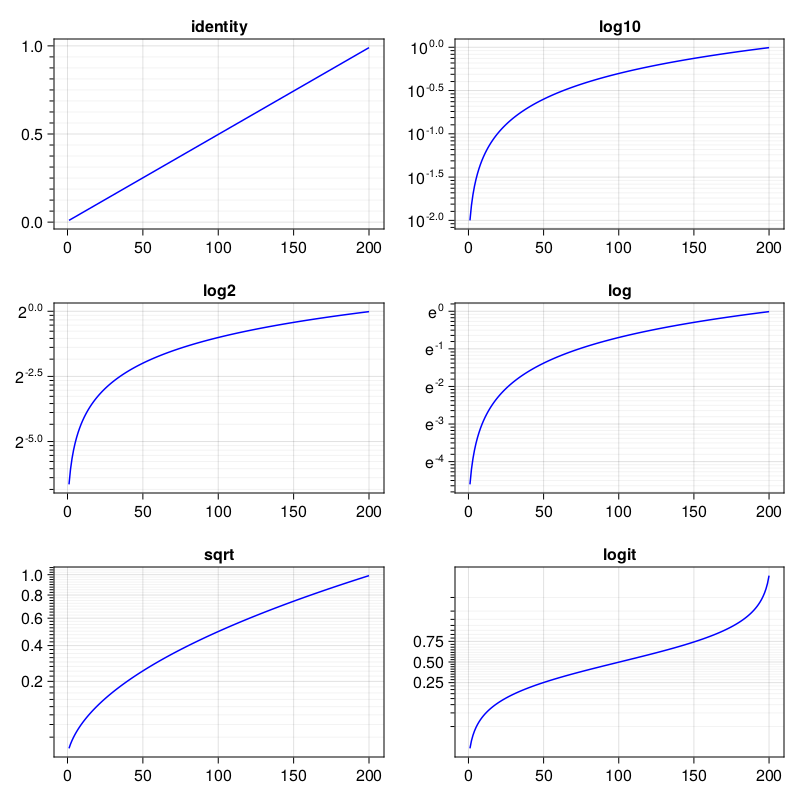 identity
1.0
0.5
0.0
0 50 100 150 200
log10
10^0.0
10^-0.5
10^-1.0
10^-1.5
10^-2.0
0 50 100 150 200
log2
2^0.0
2^-2.5
2^-5.0
0 50 100 150 200
log
e^0
e^-1
e^-2
e^-3
e^-4
0 50 100 150 200
sqrt
1.0
0.8
0.6
0.4
0.2
0 50 100 150 200
logit
0.75
0.50
0.25
0 50 100 150 200